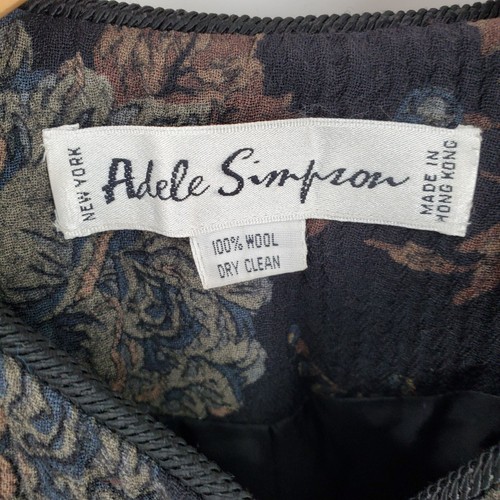 NEW YORK
Adele Simpson
MADE IN
HONG KONG
100% WOOL
DRY CLEAN